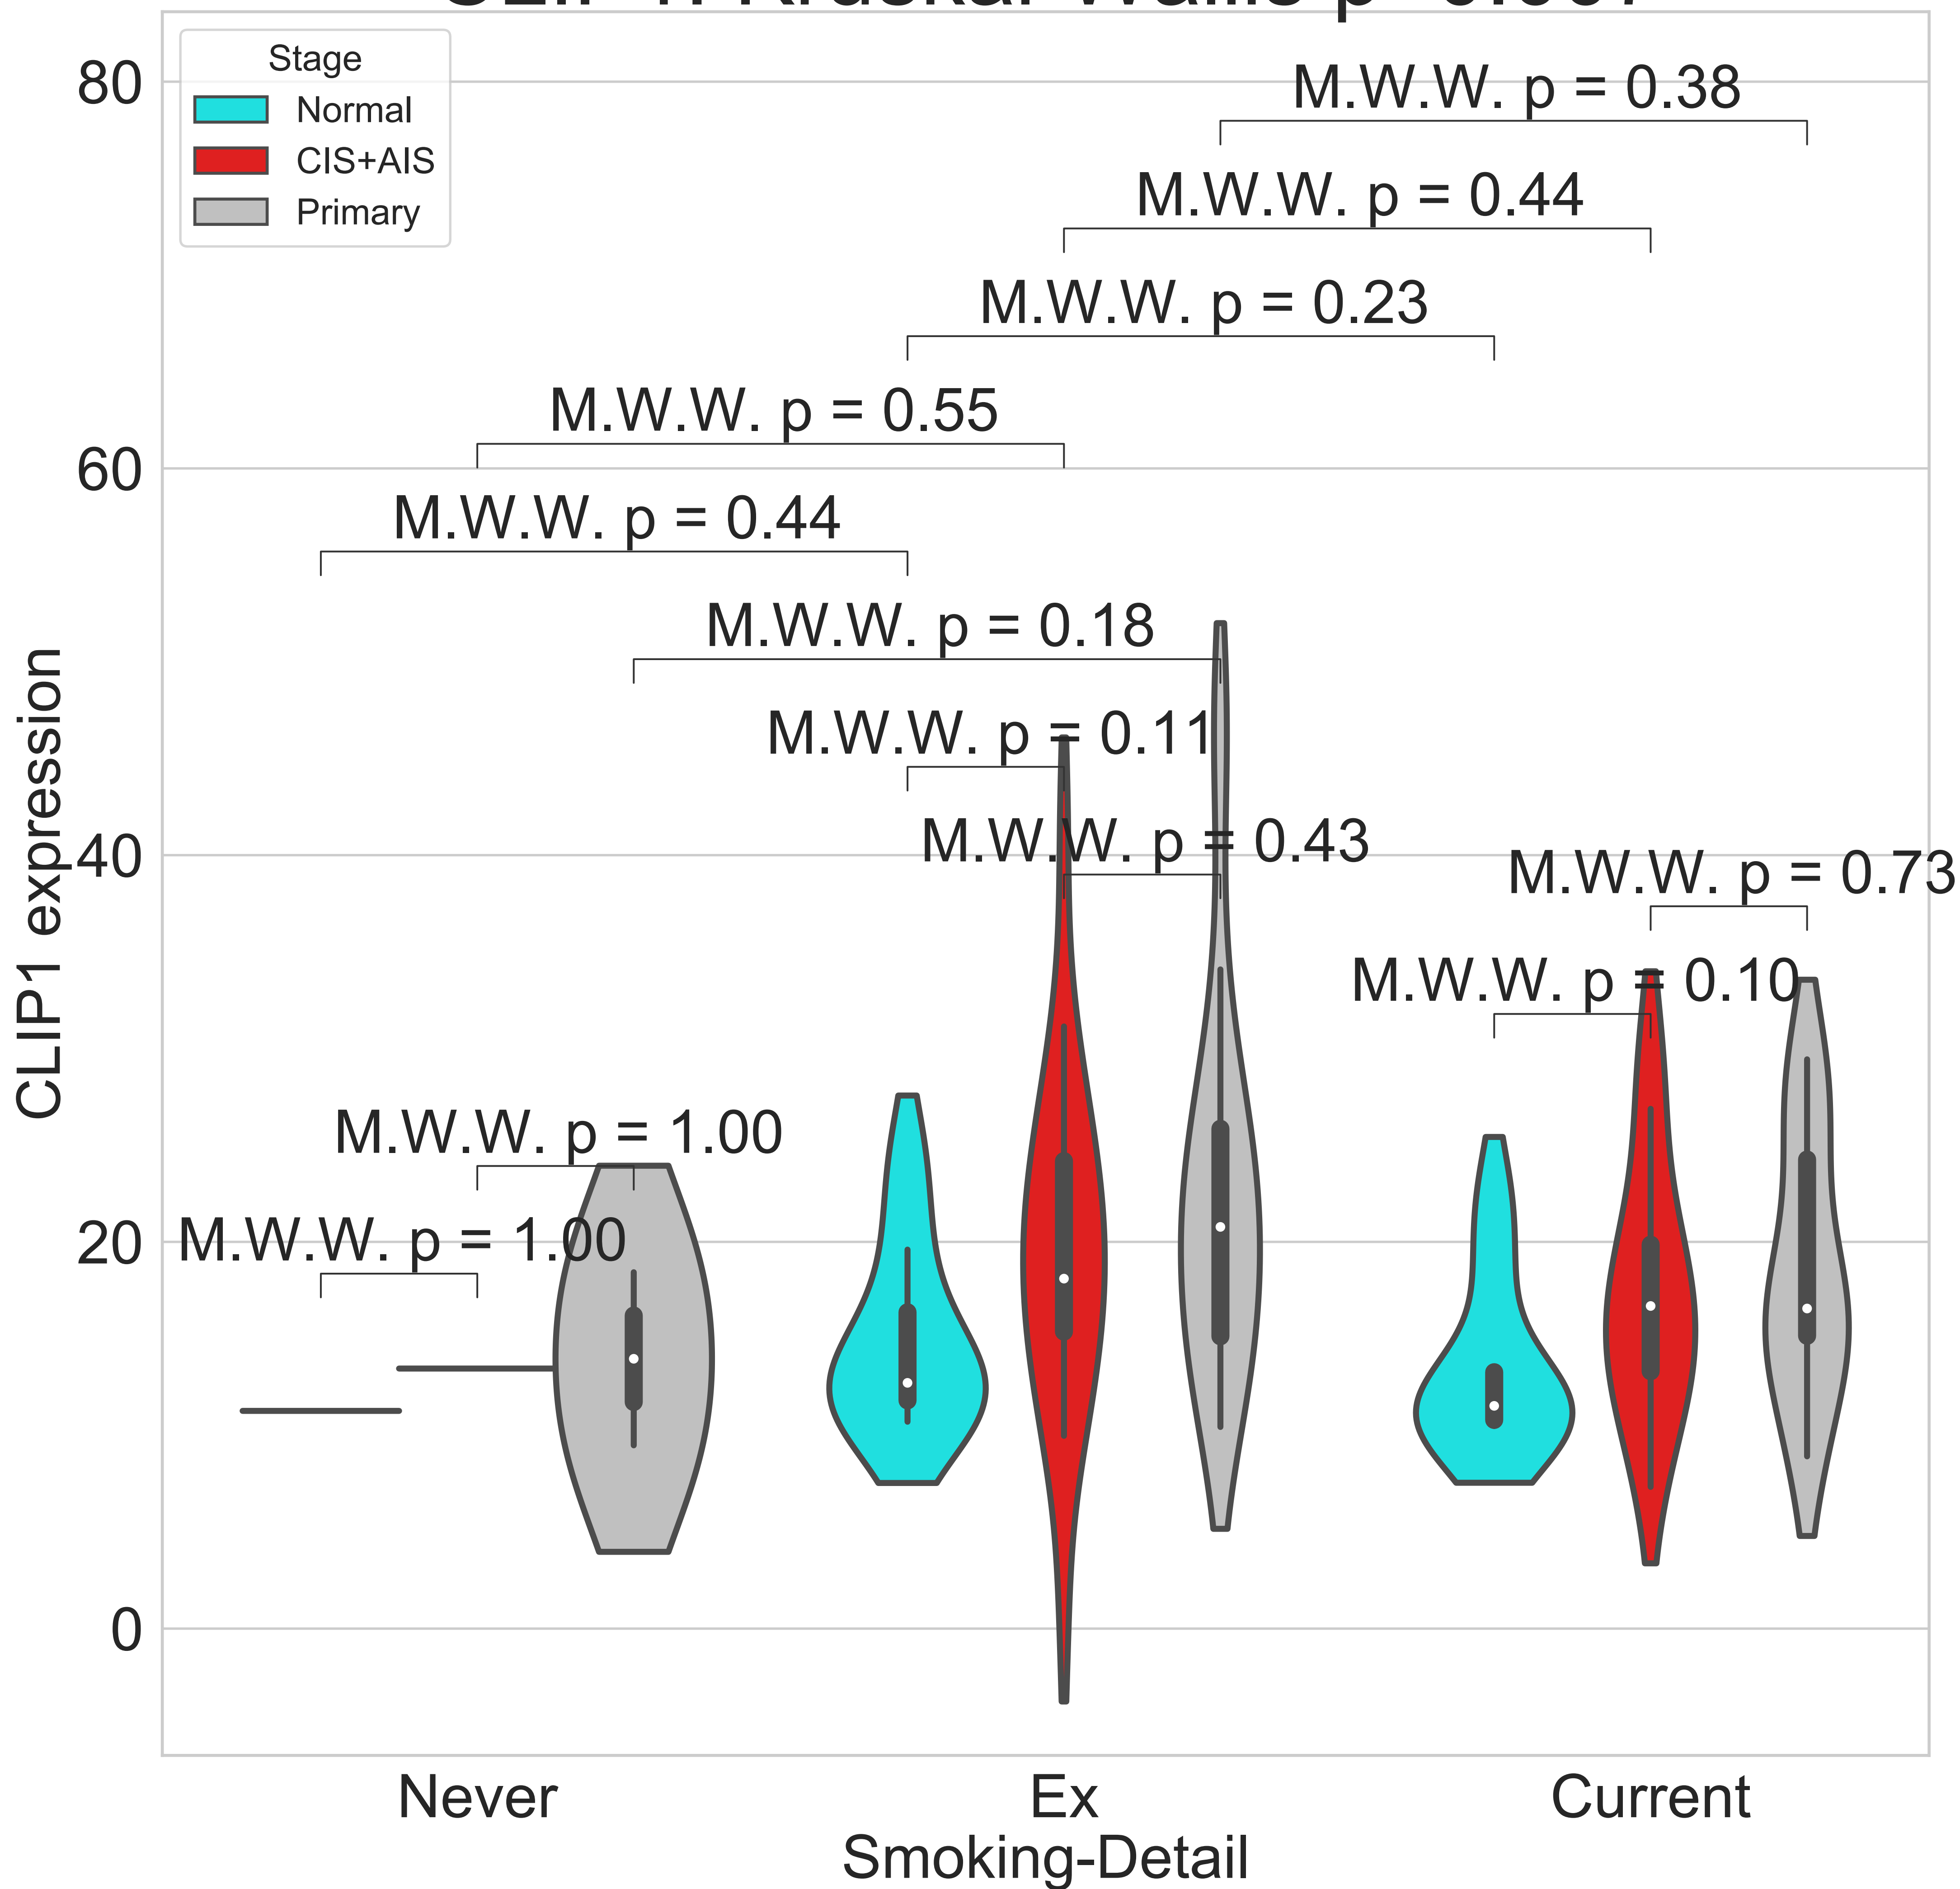 Stage
Normal
CIS+AIS
Primary
80
60
40
20
0
CLIP1 expression
M.W.W. p = 0.38
M.W.W. p = 0.44
M.W.W. p = 0.23
M.W.W. p = 0.55
M.W.W. p = 0.44
M.W.W. p = 0.18
M.W.W. p = 0.11
M.W.W. p = 0.43
M.W.W. p = 0.73
M.W.W. p = 0.10
M.W.W. p = 1.00
M.W.W. p = 1.00
Never
Ex
Current
Smoking-Detail